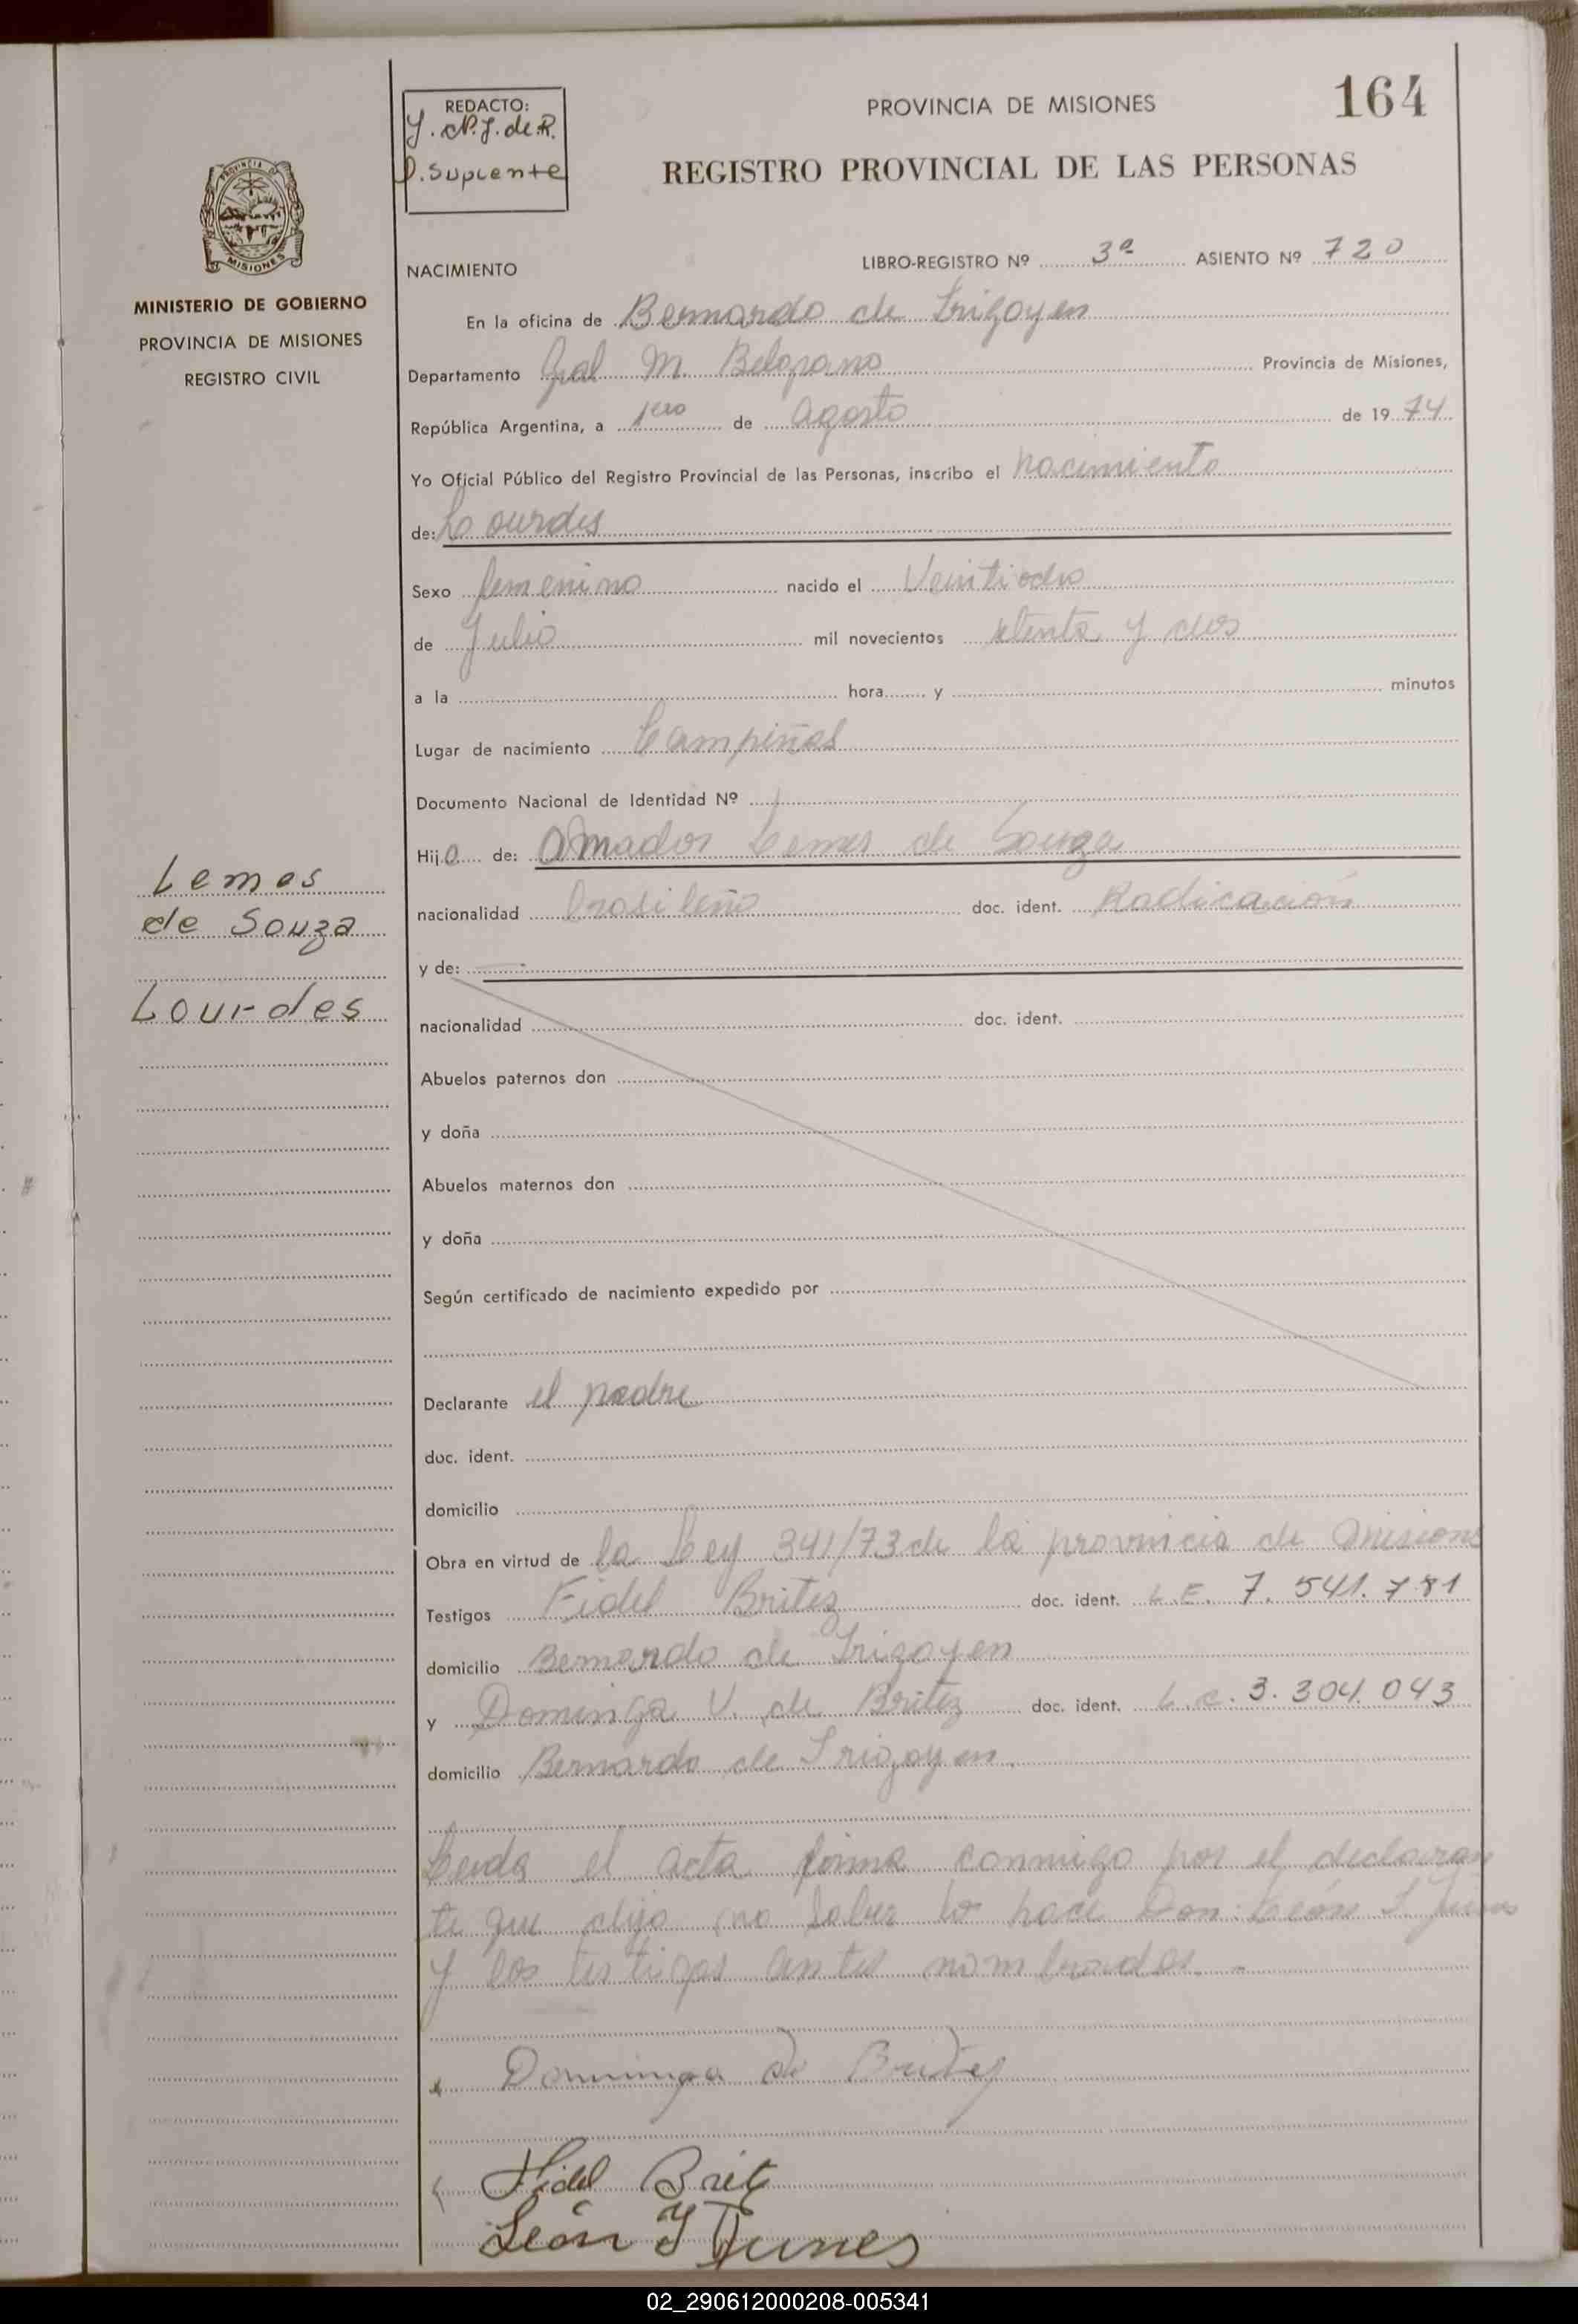 164
REDACTO:
J. N. J. de R.
D. Suplente
PROVINCIA DE MISIONES
REGISTRO PROVINCIAL DE LAS PERSONAS
MISIONES
MINISTERIO DE GOBIERNO
PROVINCIA DE MISIONES
REGISTRO CIVIL
NACIMIENTO
LIBRO-REGISTRO Nº 3ª ASIENTO Nº 720
En la oficina de Bernardo de Irigoyen
Departamento Gral M. Belgrano Provincia de Misiones,
República Argentina, a 1ero de Agosto de 1974
Yo Oficial Público del Registro Provincial de las Personas, inscribo el nacimiento
de: Lourdes
Sexo femenino nacido el Veintiocho
de Julio mil novecientos setenta y dos
a la hora y minutos
Lugar de nacimiento Campiñas
Documento Nacional de Identidad Nº
Hija de: Amador Lemes de Souza
nacionalidad brasileño doc. ident. Radicación
Lemes
de Souza
Lourdes
y de:
nacionalidad doc. ident.
Abuelos paternos don
y doña
Abuelos maternos don
y doña
Según certificado de nacimiento expedido por
Declarante el padre
doc. ident.
domicilio
Obra en virtud de la Ley 341/73 de la provincia de Misiones
Testigos Fidel Britez doc. ident. L.E. 7.541.781
domicilio Bernardo de Irigoyen
y Dominga V. de Britez doc. ident. L.C. 3.304.043
domicilio Bernardo de Irigoyen
Leida el acta firma conmigo por el declaran
te que dijo no saber lo hace Don: León I.
y los testigos antes nombrados. -
Dominga de Britez
Fidel Brit
León I
02_290612000208-005341